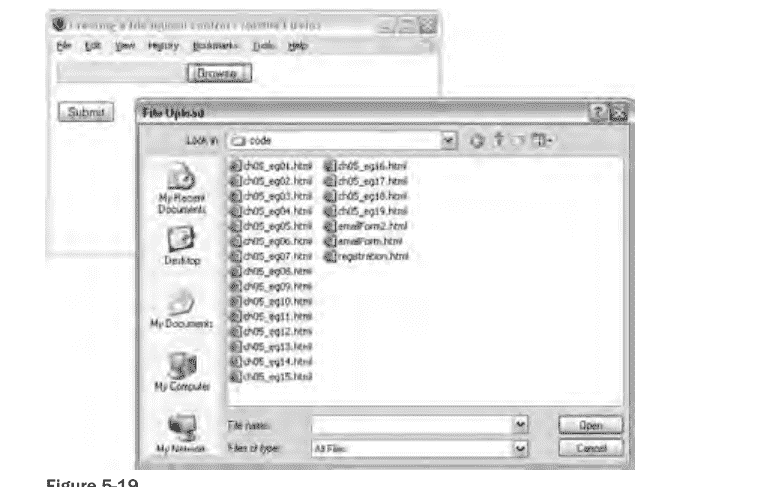 File Edit View History Bookmarks Tools Help
Browse...
Submit
File Upload
Look in: code
ch05_eg01.html
ch05_eg02.html
ch05_eg03.html
ch05_eg04.html
ch05_eg05.html
ch05_eg06.html
ch05_eg07.html
ch05_eg08.html
ch05_eg09.html
ch05_eg10.html
ch05_eg11.html
ch05_eg12.html
ch05_eg13.html
ch05_eg14.html
ch05_eg15.html
ch05_eg16.html
ch05_eg17.html
ch05_eg18.html
ch05_eg19.html
emailForm2.html
emailForm.html
registration.html
My Recent
Documents
Desktop
My Documents
My Computer
My Network
File name:
Open
Files of type: All Files
Cancel
Figure 5-19